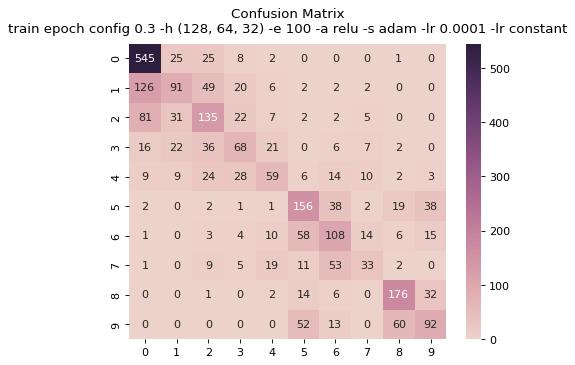 Confusion Matrix
train epoch config 0.3 -h (128, 64, 32) -e 100 -a relu -s adam -lr 0.0001 -lr constant
0 545 25 25 8 2 0 0 0 1 0
1 126 91 49 20 6 2 2 2 0 0
2 81 31 135 22 7 2 2 5 0 0
3 16 22 36 68 21 0 6 7 2 0
4 9 9 24 28 59 6 14 10 2 3
5 2 0 2 1 1 156 38 2 19 38
6 1 0 3 4 10 58 108 14 6 15
7 1 0 9 5 19 11 53 33 2 0
8 0 0 1 0 2 14 6 0 176 32
9 0 0 0 0 0 52 13 0 60 92
0 1 2 3 4 5 6 7 8 9
500
400
300
200
100
0